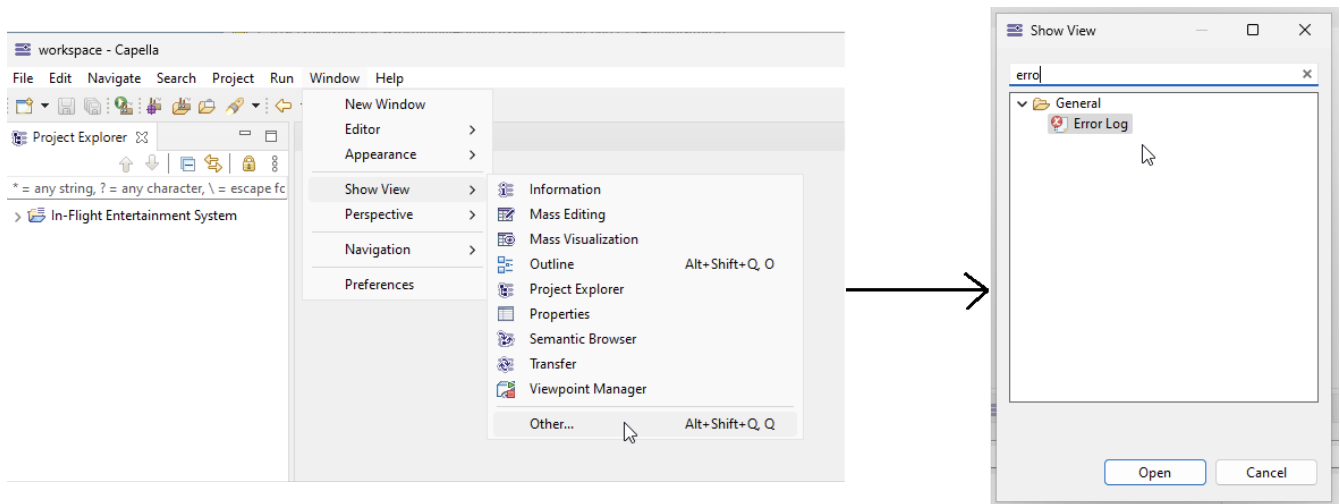 workspace - Capella
File Edit Navigate Search Project Run Window Help
Project Explorer
* = any string, ? = any character, \ = escape fc
In-Flight Entertainment System
New Window
Editor
Appearance
Show View
Perspective
Navigation
Preferences
Information
Mass Editing
Mass Visualization
Outline Alt+Shift+Q, O
Project Explorer
Properties
Semantic Browser
Transfer
Viewpoint Manager
Other... Alt+Shift+Q, Q
Show View
erro
General
Error Log
Open Cancel